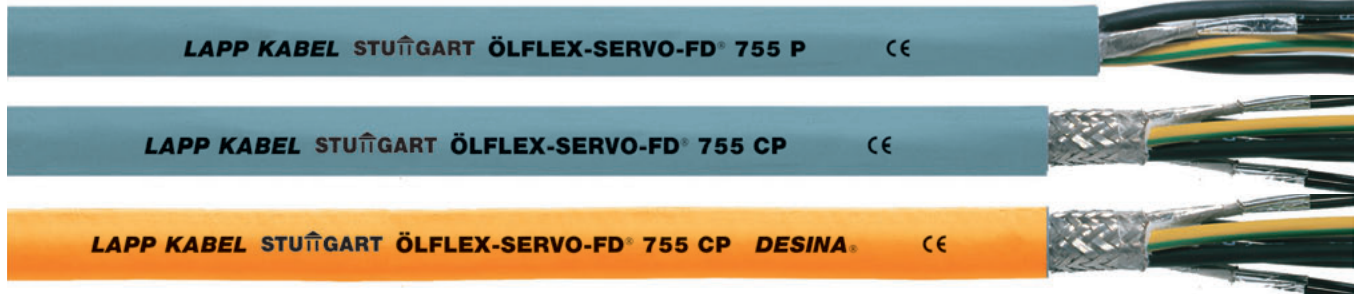 LAPP KABEL STUTTGART ÖLFLEX-SERVO-FD® 755 P CE
LAPP KABEL STUTTGART ÖLFLEX-SERVO-FD® 755 CP CE
LAPP KABEL STUTTGART ÖLFLEX-SERVO-FD® 755 CP DESINA® CE